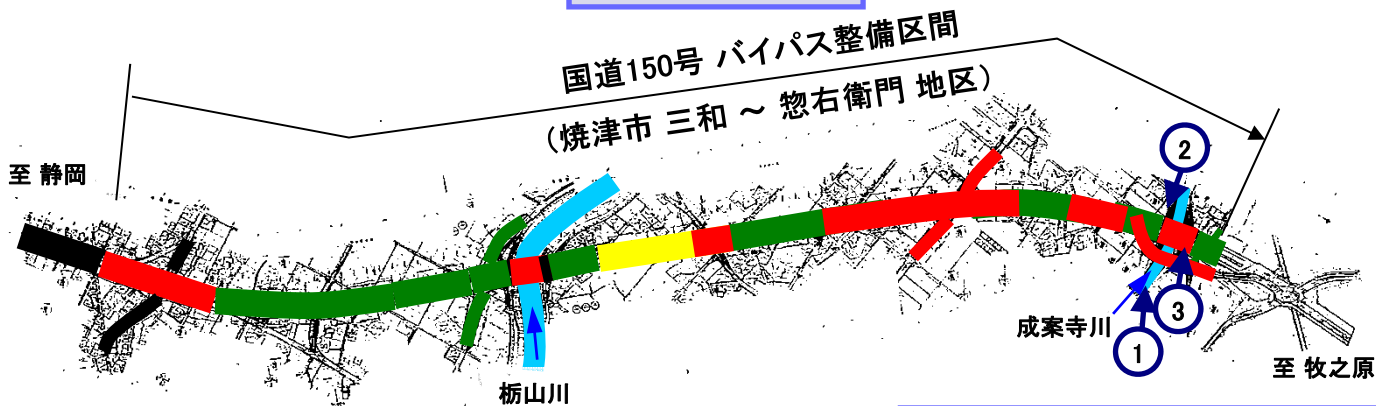 国道150号 バイパス整備区間
(焼津市 三和 ～ 惣右衛門 地区)
至 静岡
②
成案寺川
①
③
至 牧之原
栃山川